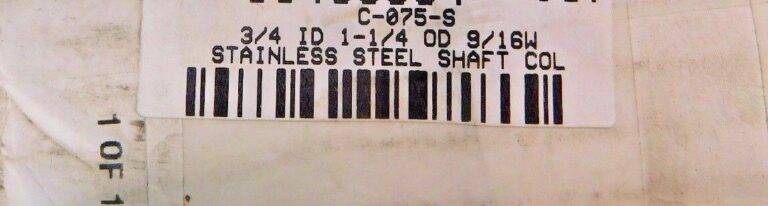 C-075-S
3/4 ID 1-1/4 OD 9/16W
STAINLESS STEEL SHAFT COL
1 OF 1